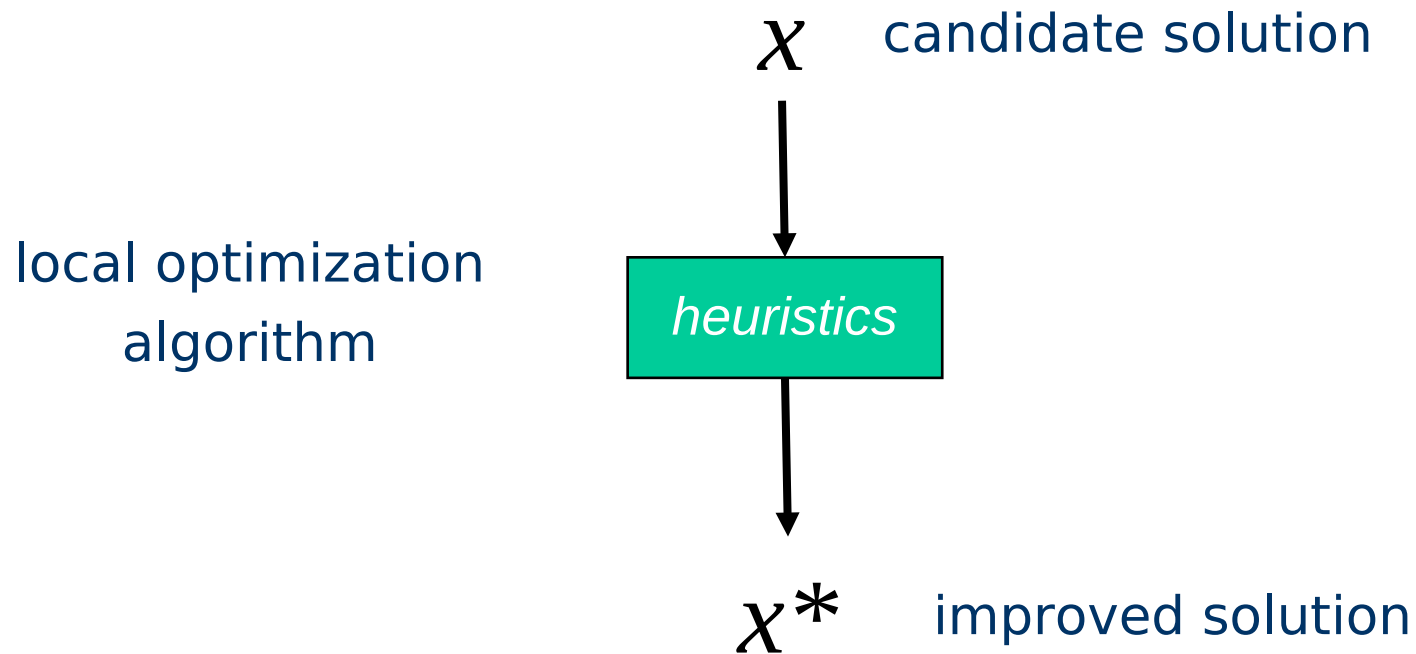 x candidate solution
local optimization
algorithm
heuristics
x* improved solution